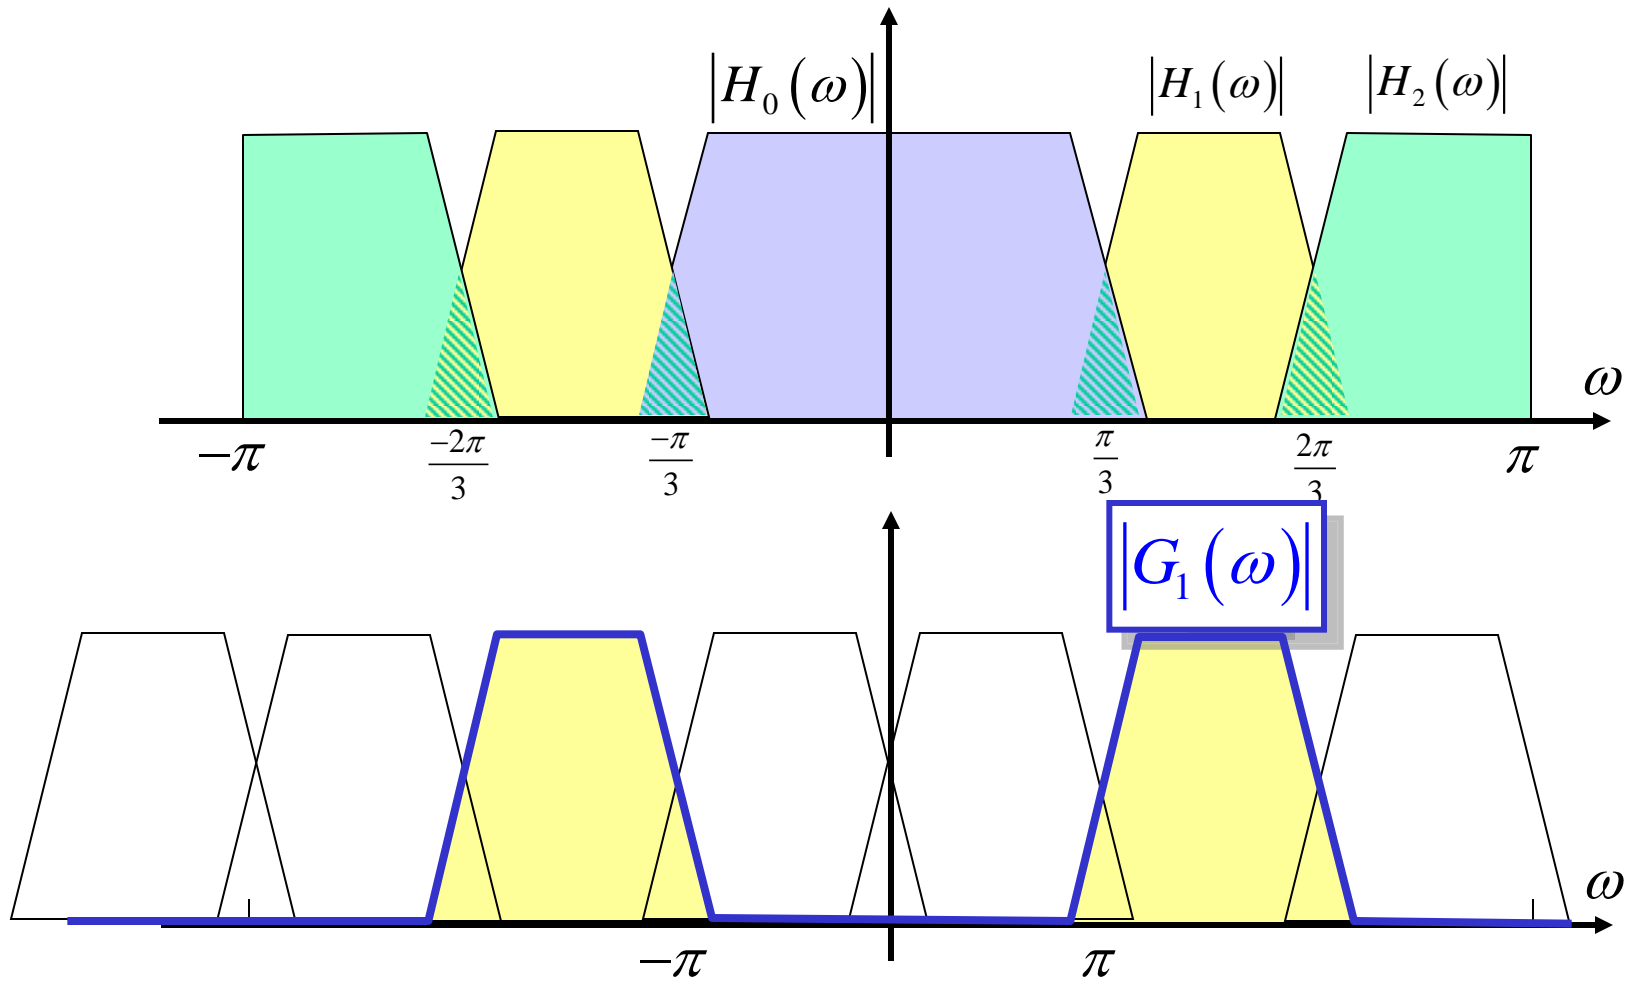 |H₀(ω)|
|H₁(ω)|
|H₂(ω)|
ω
−π
−2π/3
−π/3
π/3
2π/3
π
|G₁(ω)|
ω
−π
π